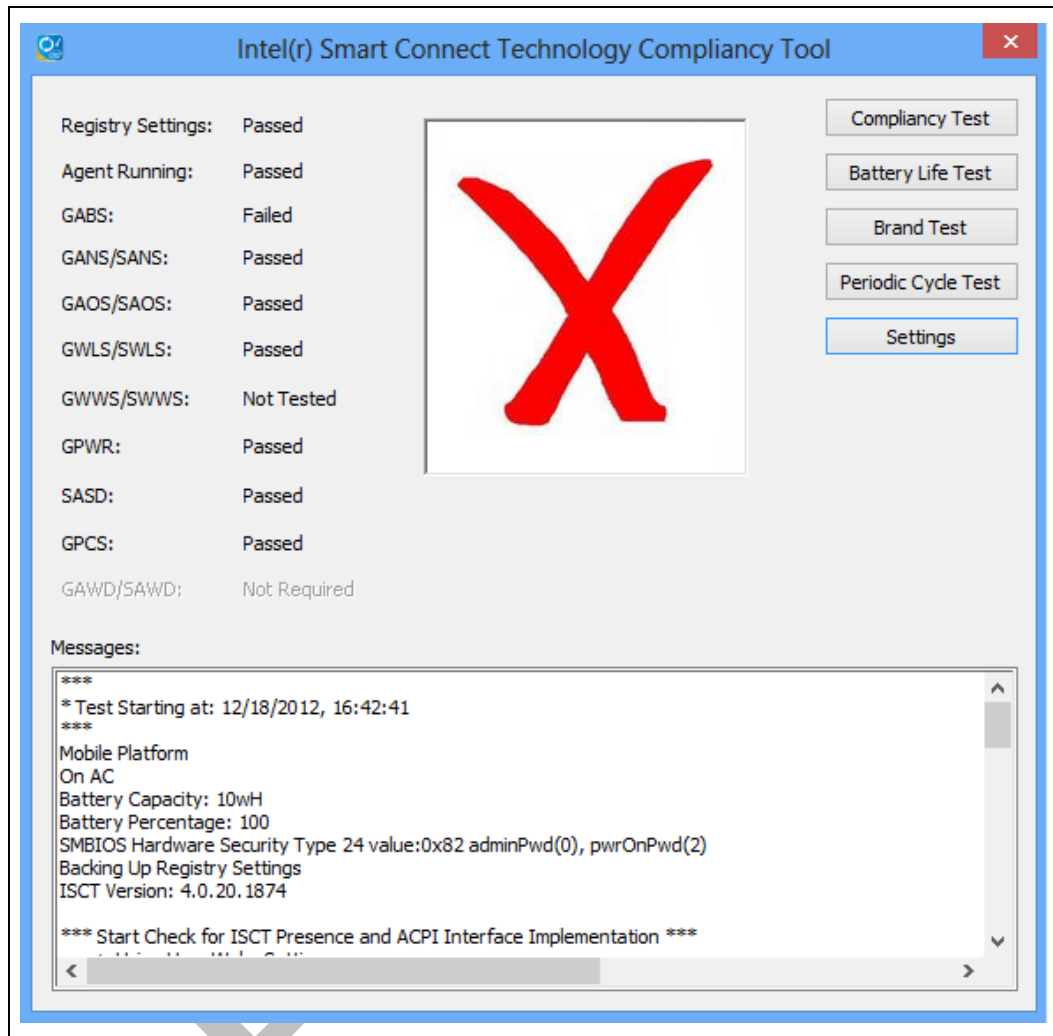 Intel(r) Smart Connect Technology Compliancy Tool
Registry Settings: Passed
Agent Running: Passed
GABS: Failed
GANS/SANS: Passed
GAOS/SAOS: Passed
GWLS/SWLS: Passed
GWWS/SWWS: Not Tested
GPWR: Passed
SASD: Passed
GPCS: Passed
GAWD/SAWD: Not Required
Compliancy Test
Battery Life Test
Brand Test
Periodic Cycle Test
Settings
Messages:
***
* Test Starting at: 12/18/2012, 16:42:41
***
Mobile Platform
On AC
Battery Capacity: 10wH
Battery Percentage: 100
SMBIOS Hardware Security Type 24 value:0x82 adminPwd(0), pwrOnPwd(2)
Backing Up Registry Settings
ISCT Version: 4.0.20.1874
*** Start Check for ISCT Presence and ACPI Interface Implementation ***